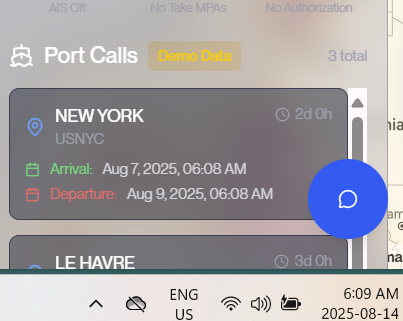 AIS Off No Take MPAs No Authorization
Port Calls Demo Data 3 total
NEW YORK 2d 0h
USNYC
Arrival: Aug 7, 2025, 06:08 AM
Departure: Aug 9, 2025, 06:08 AM
LE HAVRE 3d 0h
ENG
US
6:09 AM
2025-08-14